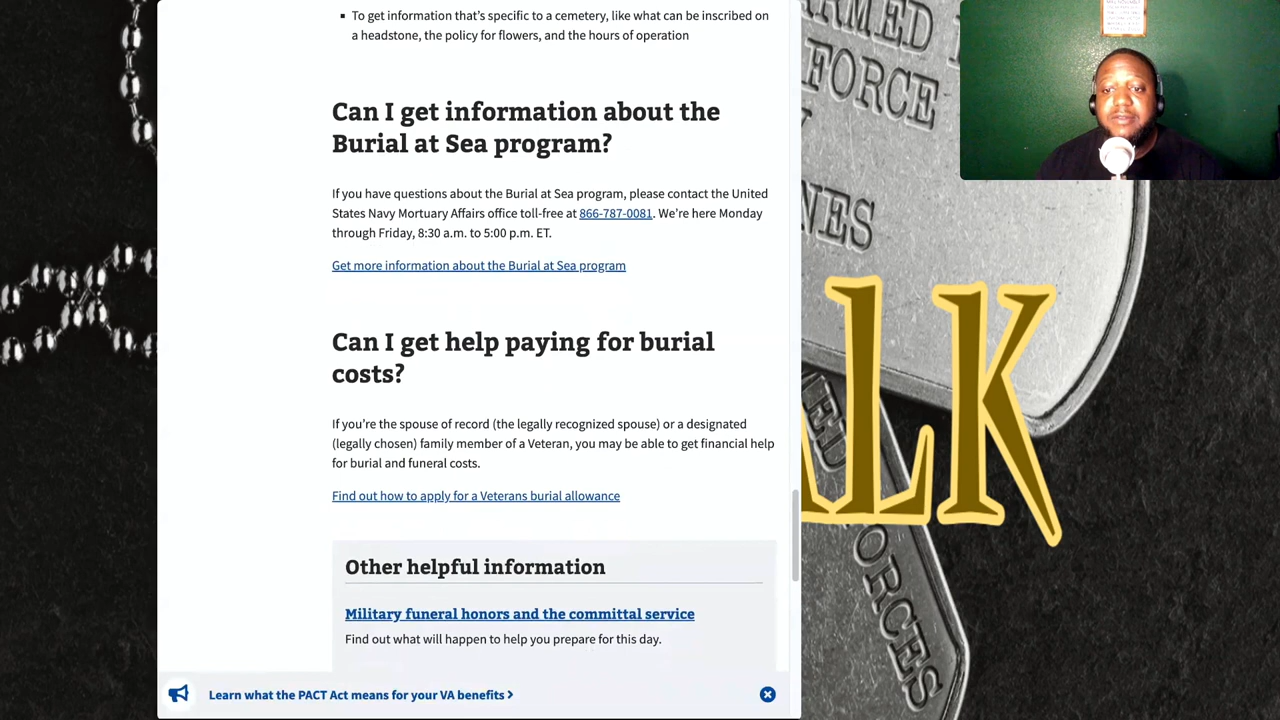 To get information that’s specific to a cemetery, like what can be inscribed on
a headstone, the policy for flowers, and the hours of operation
Can I get information about the
Burial at Sea program?
If you have questions about the Burial at Sea program, please contact the United
States Navy Mortuary Affairs office toll-free at 866-787-0081. We’re here Monday
through Friday, 8:30 a.m. to 5:00 p.m. ET.
Get more information about the Burial at Sea program
Can I get help paying for burial
costs?
If you’re the spouse of record (the legally recognized spouse) or a designated
(legally chosen) family member of a Veteran, you may be able to get financial help
for burial and funeral costs.
Find out how to apply for a Veterans burial allowance
Other helpful information
Military funeral honors and the committal service
Find out what will happen to help you prepare for this day.
Learn what the PACT Act means for your VA benefits
FORCE
NES
ALK
ORCES